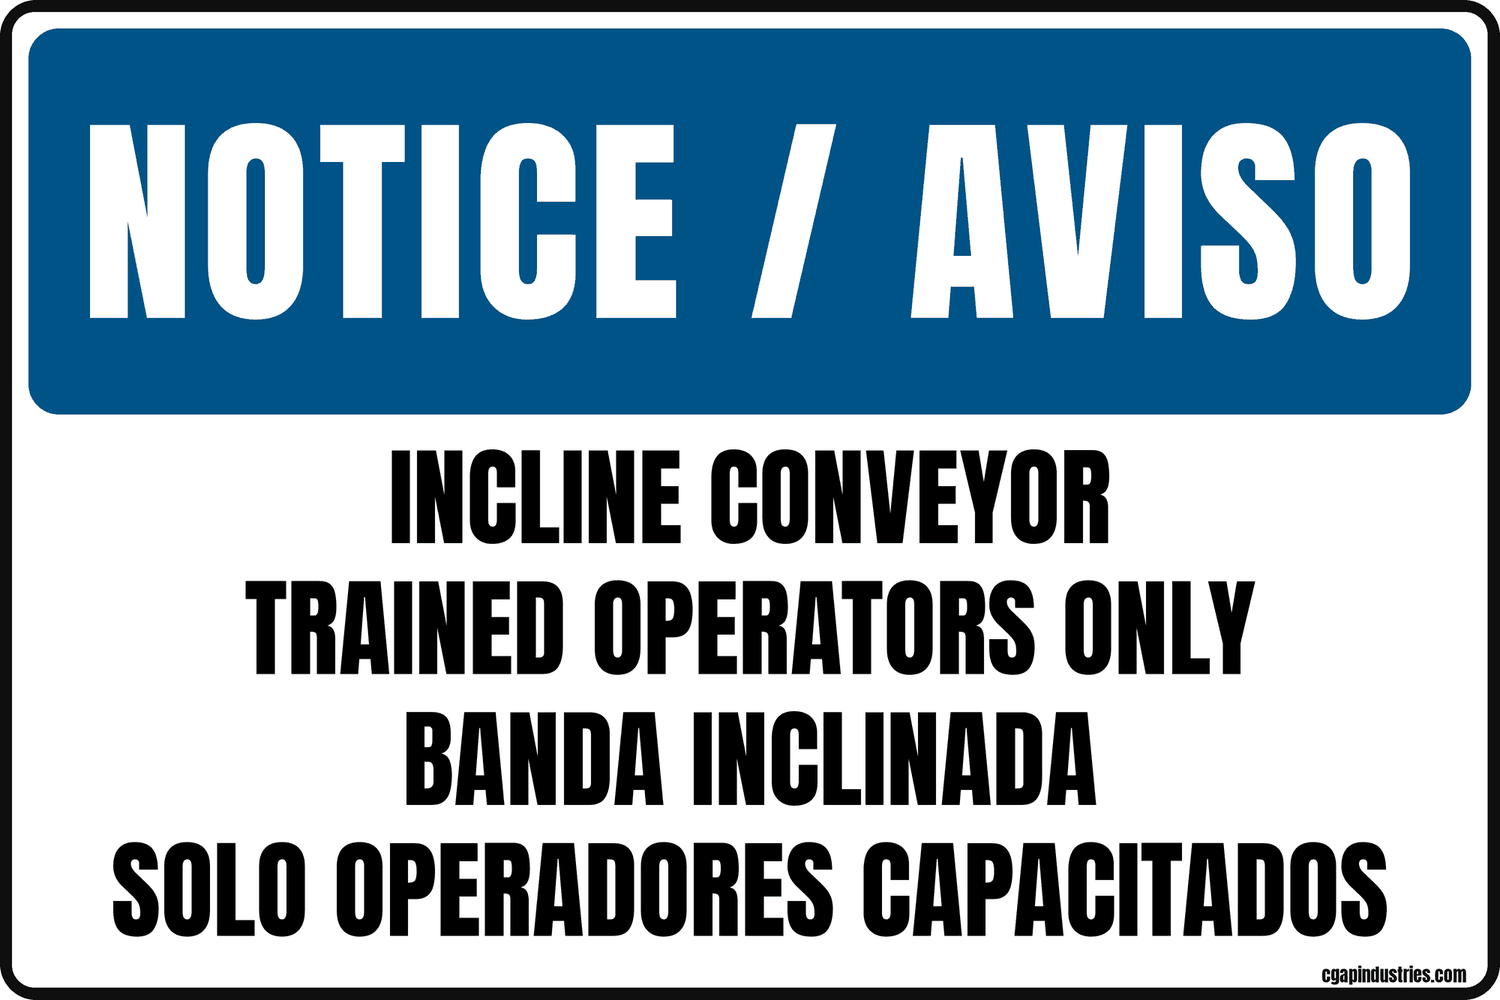 NOTICE / AVISO
INCLINE CONVEYOR
TRAINED OPERATORS ONLY
BANDA INCLINADA
SOLO OPERADORES CAPACITADOS
cgapindustries.com